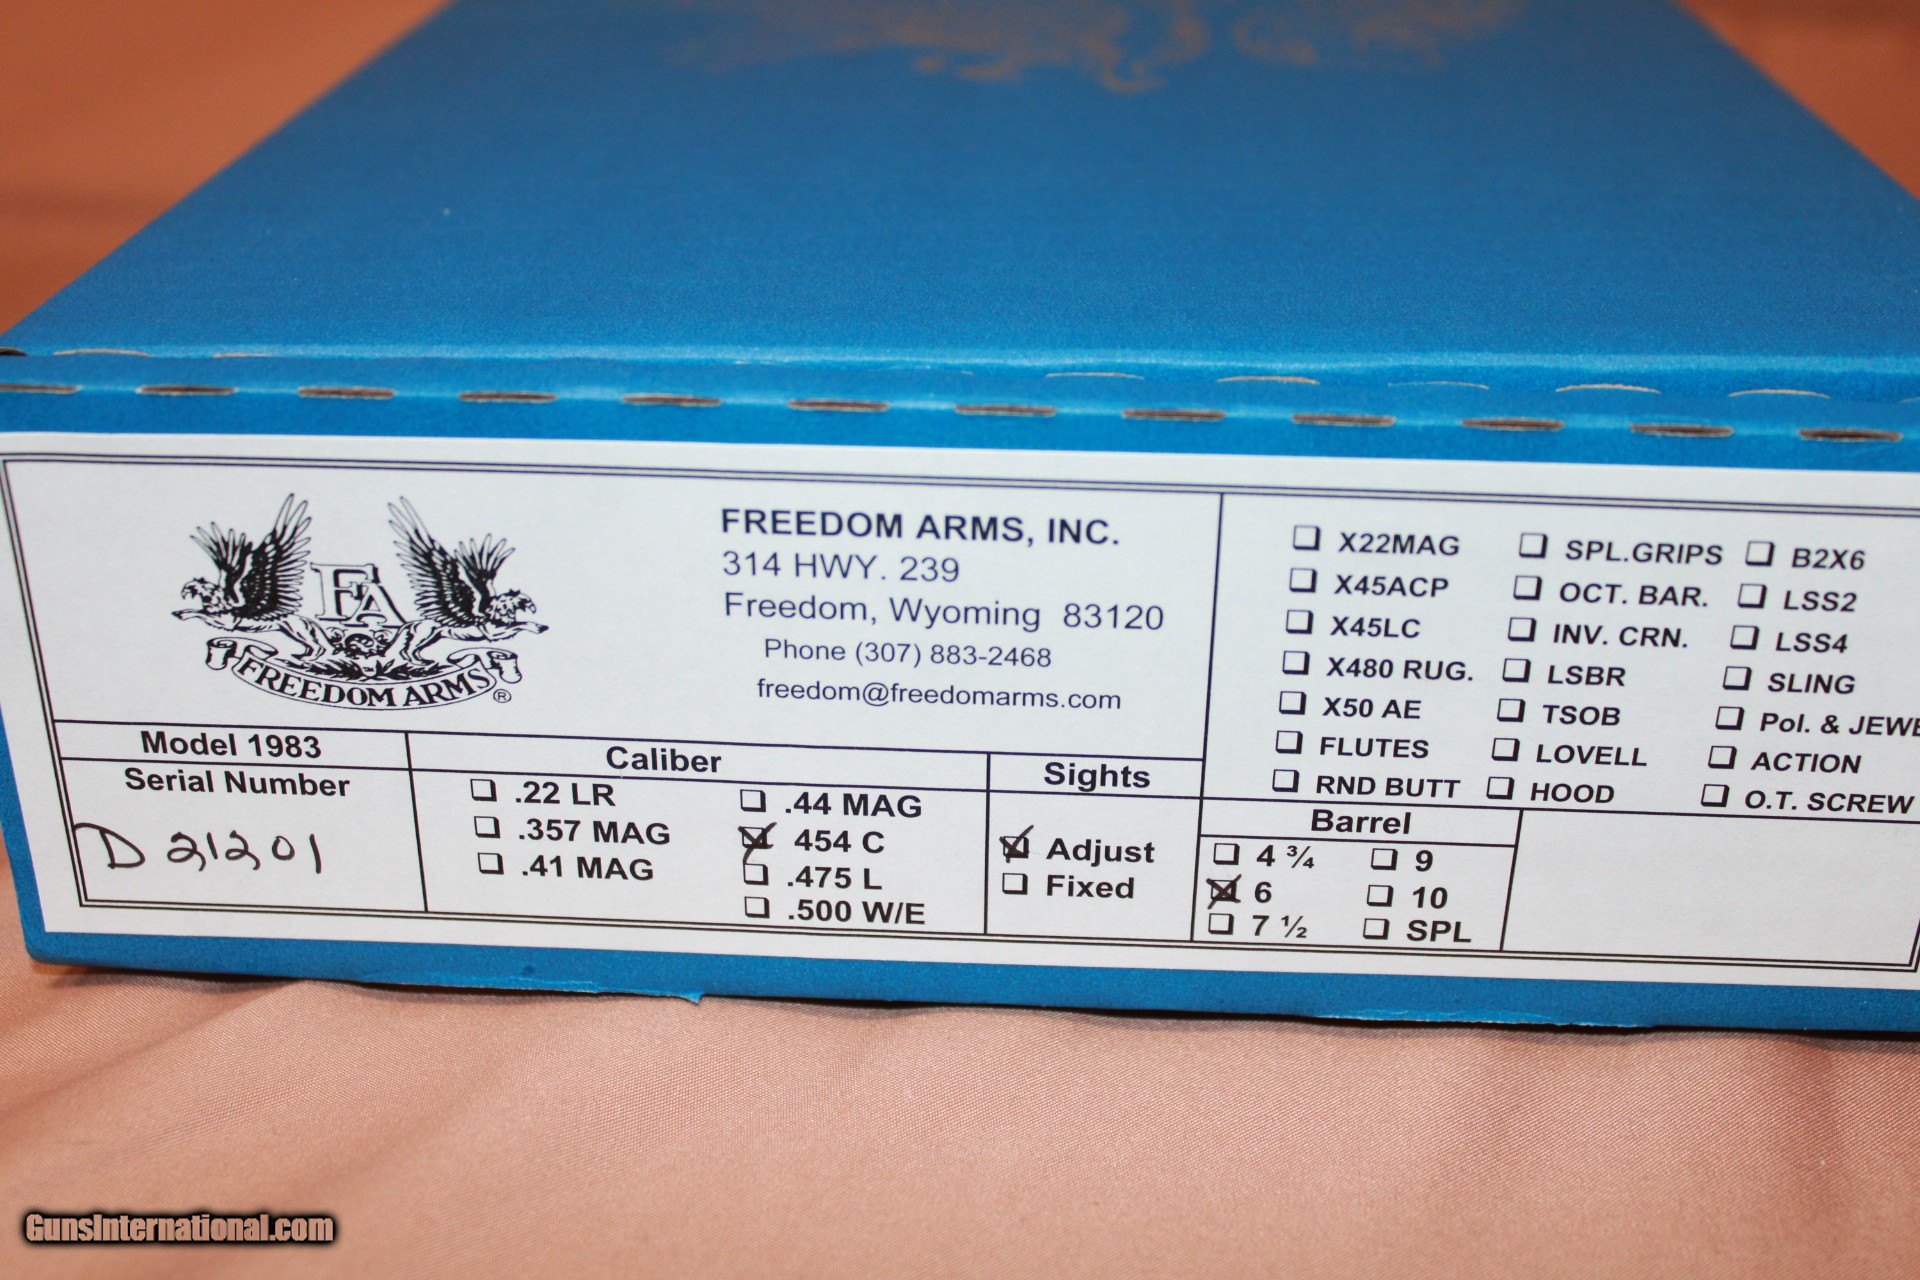 FA
FREEDOM ARMS ®
FREEDOM ARMS, INC.
314 HWY. 239
Freedom, Wyoming 83120
Phone (307) 883-2468
freedom@freedomarms.com
❑ X22MAG ❑ SPL.GRIPS ❑ B2X6
❑ X45ACP ❑ OCT. BAR. ❑ LSS2
❑ X45LC ❑ INV. CRN. ❑ LSS4
❑ X480 RUG. ❑ LSBR ❑ SLING
❑ X50 AE ❑ TSOB ❑ Pol. & JEWE
❑ FLUTES ❑ LOVELL ❑ ACTION
❑ RND BUTT ❑ HOOD ❑ O.T. SCREW
Model 1983
Serial Number
D 21201
Caliber
❑ .22 LR ❑ .44 MAG
❑ .357 MAG ☒ 454 C
❑ .41 MAG ❑ .475 L
❑ .500 W/E
Sights
☒ Adjust
❑ Fixed
Barrel
❑ 4 ¾ ❑ 9
☒ 6 ❑ 10
❑ 7 ½ ❑ SPL
GunsInternational.com